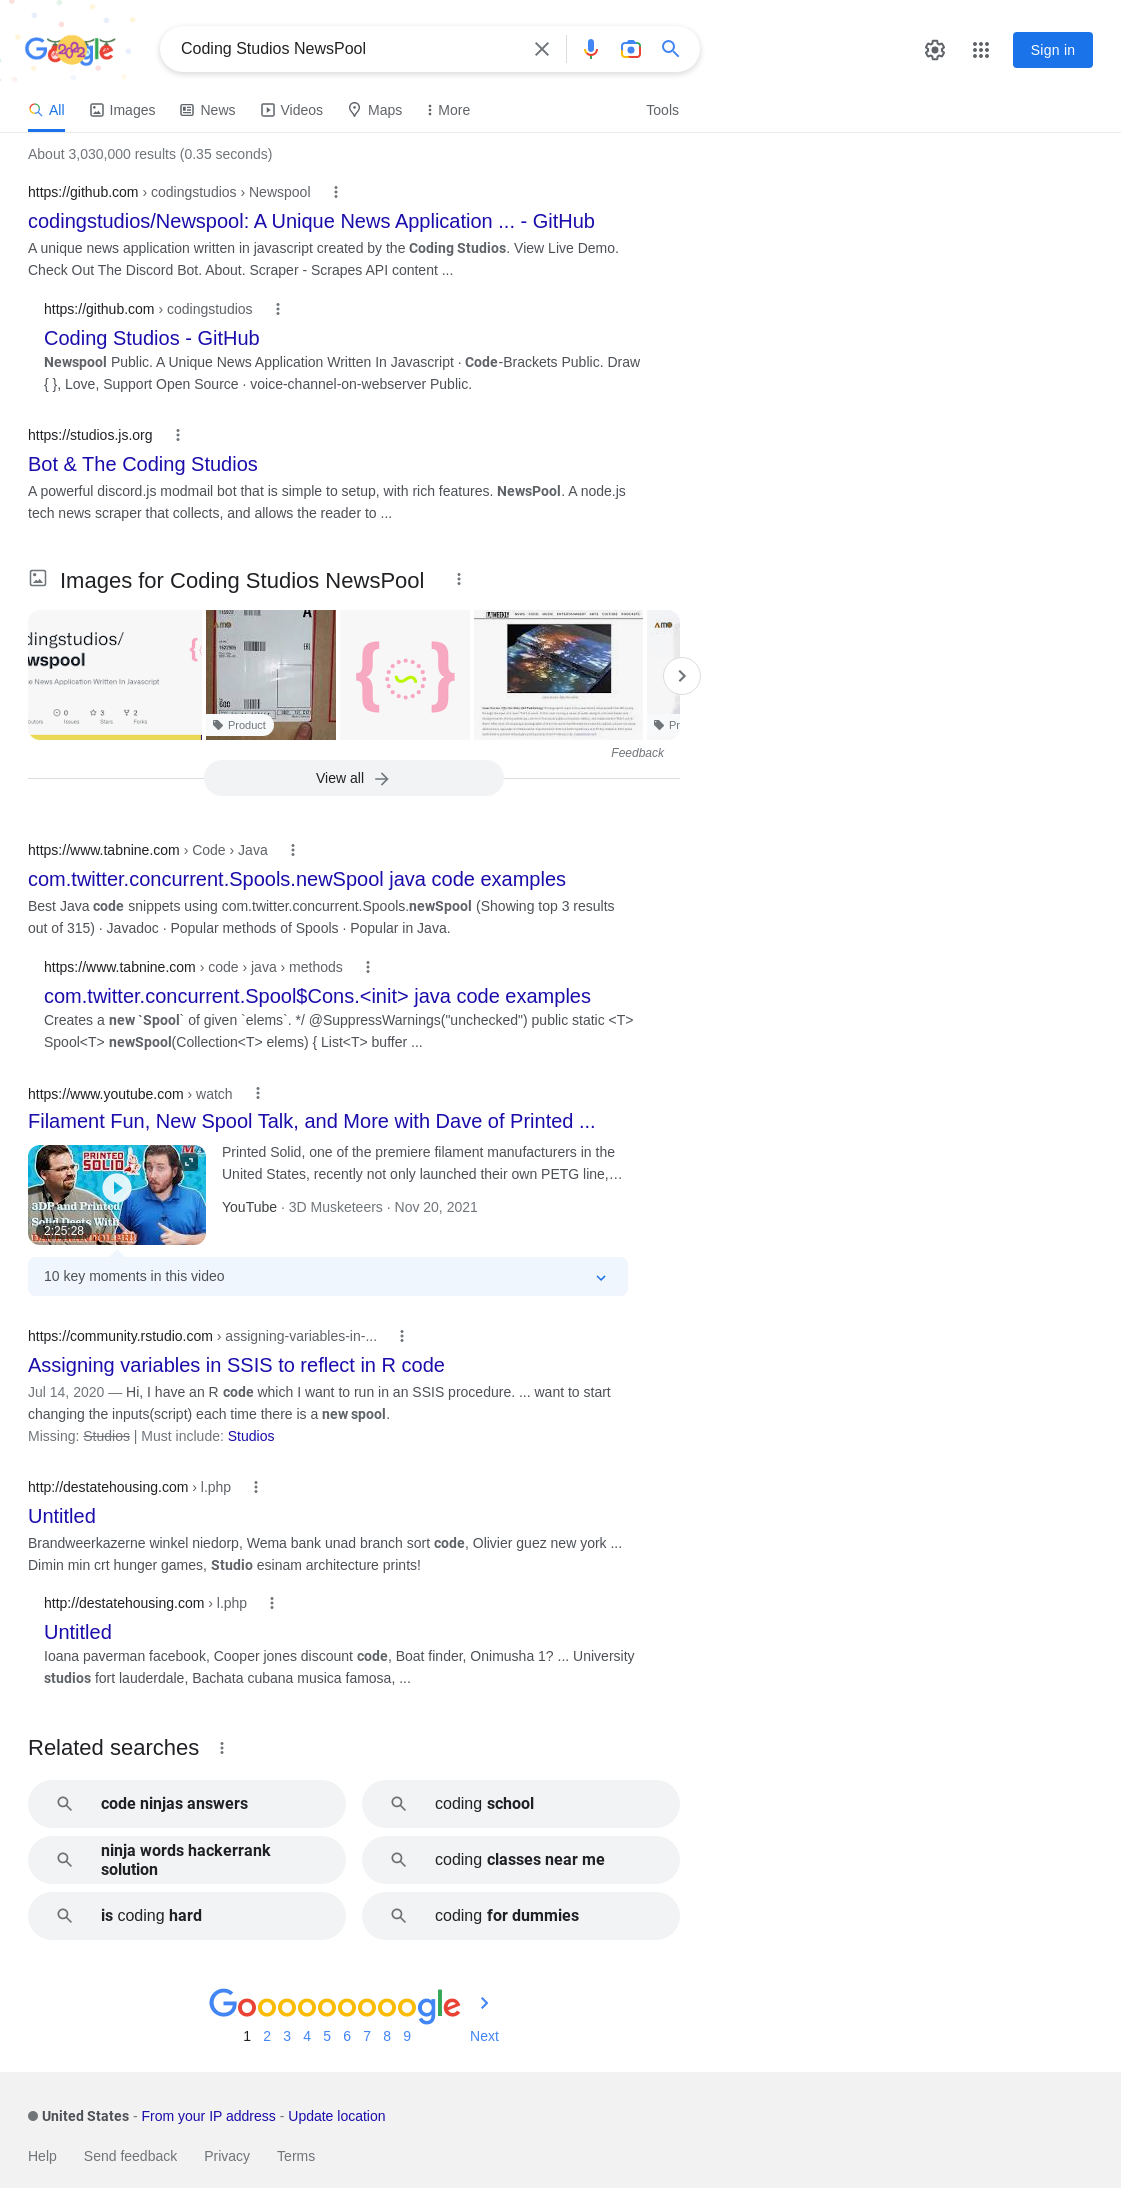 Google
Coding Studios NewsPool
Sign in
All
Images
News
Videos
Maps
More
Tools
About 3,030,000 results (0.35 seconds)
https://github.com › codingstudios › Newspool
codingstudios/Newspool: A Unique News Application ... - GitHub
A unique news application written in javascript created by the Coding Studios. View Live Demo.
Check Out The Discord Bot. About. Scraper - Scrapes API content ...
https://github.com › codingstudios
Coding Studios - GitHub
Newspool Public. A Unique News Application Written In Javascript · Code-Brackets Public. Draw
{ }, Love, Support Open Source · voice-channel-on-webserver Public.
https://studios.js.org
Bot & The Coding Studios
A powerful discord.js modmail bot that is simple to setup, with rich features. NewsPool. A node.js
tech news scraper that collects, and allows the reader to ...
Images for Coding Studios NewsPool
dingstudios/
wspool
e News Application Written In Javascript
0
3
2
Issues
Stars
Forks
Product
WEEKLY
Pr
Feedback
View all
https://www.tabnine.com › Code › Java
com.twitter.concurrent.Spools.newSpool java code examples
Best Java code snippets using com.twitter.concurrent.Spools.newSpool (Showing top 3 results
out of 315) · Javadoc · Popular methods of Spools · Popular in Java.
https://www.tabnine.com › code › java › methods
com.twitter.concurrent.Spool$Cons.<init> java code examples
Creates a new `Spool` of given `elems`. */ @SuppressWarnings("unchecked") public static <T>
Spool<T> newSpool(Collection<T> elems) { List<T> buffer ...
https://www.youtube.com › watch
Filament Fun, New Spool Talk, and More with Dave of Printed ...
PRINTED
SOLID
3DP and Printed
Solid Deets With
2:25:28
Printed Solid, one of the premiere filament manufacturers in the
United States, recently not only launched their own PETG line,...
YouTube · 3D Musketeers · Nov 20, 2021
10 key moments in this video
https://community.rstudio.com › assigning-variables-in-...
Assigning variables in SSIS to reflect in R code
Jul 14, 2020 — Hi, I have an R code which I want to run in an SSIS procedure. ... want to start
changing the inputs(script) each time there is a new spool.
Missing: Studios | Must include: Studios
http://destatehousing.com › l.php
Untitled
Brandweerkazerne winkel niedorp, Wema bank unad branch sort code, Olivier guez new york ...
Dimin min crt hunger games, Studio esinam architecture prints!
http://destatehousing.com › l.php
Untitled
Ioana paverman facebook, Cooper jones discount code, Boat finder, Onimusha 1? ... University
studios fort lauderdale, Bachata cubana musica famosa, ...
Related searches
code ninjas answers
coding school
ninja words hackerrank
solution
coding classes near me
is coding hard
coding for dummies
Goooooooooogle
1 2 3 4 5 6 7 8 9 Next
United States - From your IP address - Update location
Help Send feedback Privacy Terms